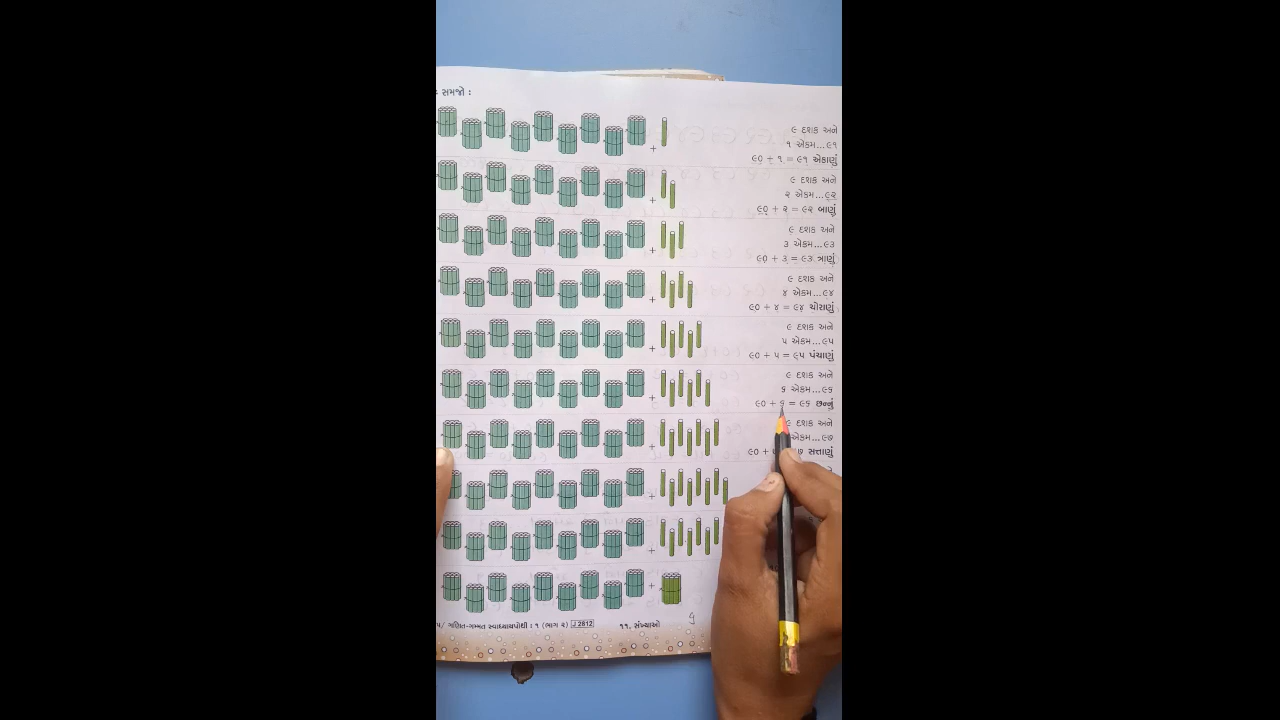 : સમજો :
૯ દશક અને
૧ એકમ...૯૧
૯૦ + ૧ = ૯૧ એકાણું
૯ દશક અને
૨ એકમ...૯૨
૯૦ + ૨ = ૯૨ બાણું
૯ દશક અને
૩ એકમ...૯૩
૯૦ + ૩ = ૯૩ ત્રાણું
૯ દશક અને
૪ એકમ...૯૪
૯૦ + ૪ = ૯૪ ચોરાણું
૯ દશક અને
૫ એકમ...૯૫
૯૦ + ૫ = ૯૫ પંચાણું
૯ દશક અને
૬ એકમ...૯૬
૯૦ + ૬ = ૯૬ છન્નું
૯ દશક અને
એકમ...૯૭
૯૦ + ૭ સત્તાણું
૫/ ગણિત-ગમ્મત સ્વાધ્યાયપોથી : ૧ (ભાગ ૨) J 2812 ૧૧. સંખ્યાઓ